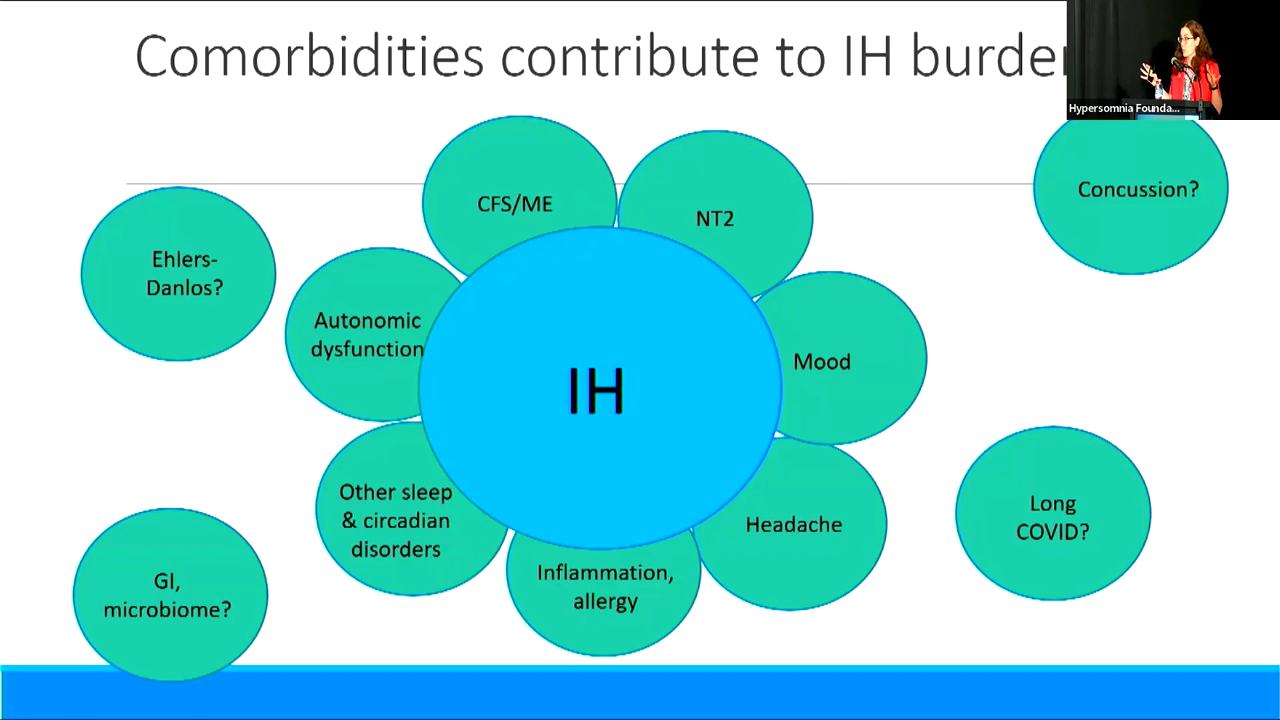 Comorbidities contribute to IH burde
Hypersomnia Founda...
Concussion?
CFS/ME
NT2
Ehlers-
Danlos?
Autonomic
dysfunction
Mood
IH
Other sleep
& circadian
disorders
Headache
Long
COVID?
Inflammation,
allergy
GI,
microbiome?